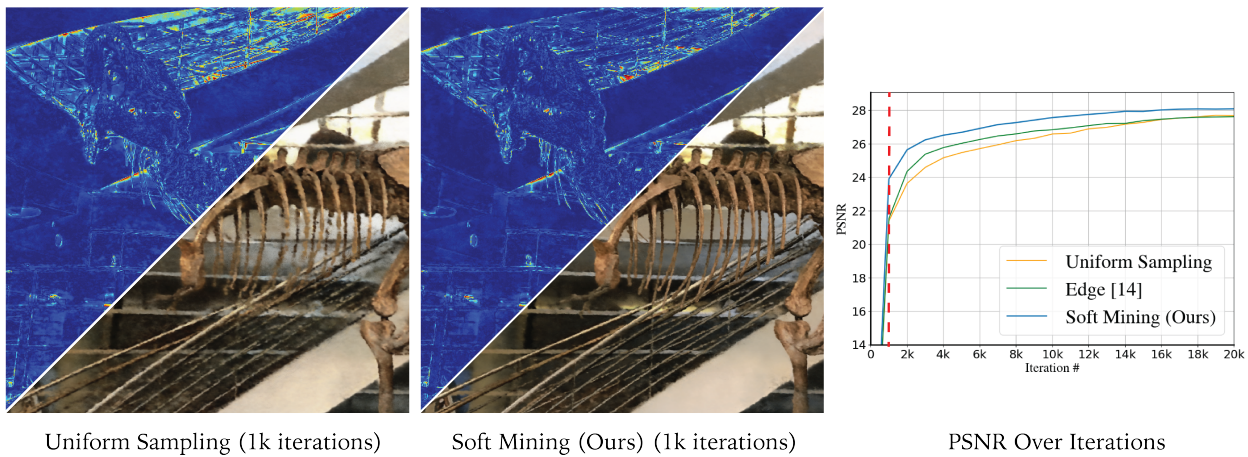 28
26
24
22
20
18
16
14
PSNR
0
2k
4k
6k
8k
10k
12k
14k
16k
18k
20k
Iteration #
Uniform Sampling
Edge [14]
Soft Mining (Ours)
Uniform Sampling (1k iterations)
Soft Mining (Ours) (1k iterations)
PSNR Over Iterations